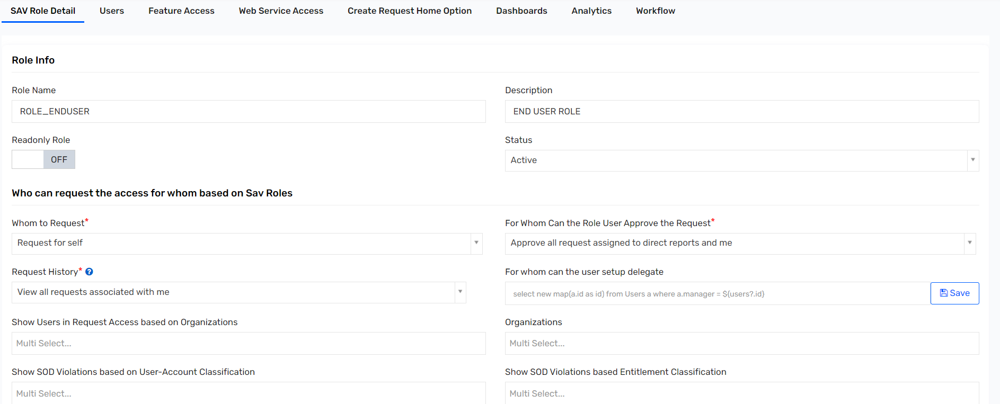 SAV Role Detail Users Feature Access Web Service Access Create Request Home Option Dashboards Analytics Workflow
Role Info
Role Name Description
ROLE_ENDUSER END USER ROLE
Readonly Role Status
OFF Active
Who can request the access for whom based on Sav Roles
Whom to Request* For Whom Can the Role User Approve the Request*
Request for self Approve all request assigned to direct reports and me
Request History* ? For whom can the user setup delegate
View all requests associated with me select new map(a.id as id) from Users a where a.manager = ${users?.id} Save
Show Users in Request Access based on Organizations Organizations
Multi Select... Multi Select...
Show SOD Violations based on User-Account Classification Show SOD Violations based Entitlement Classification
Multi Select... Multi Select...